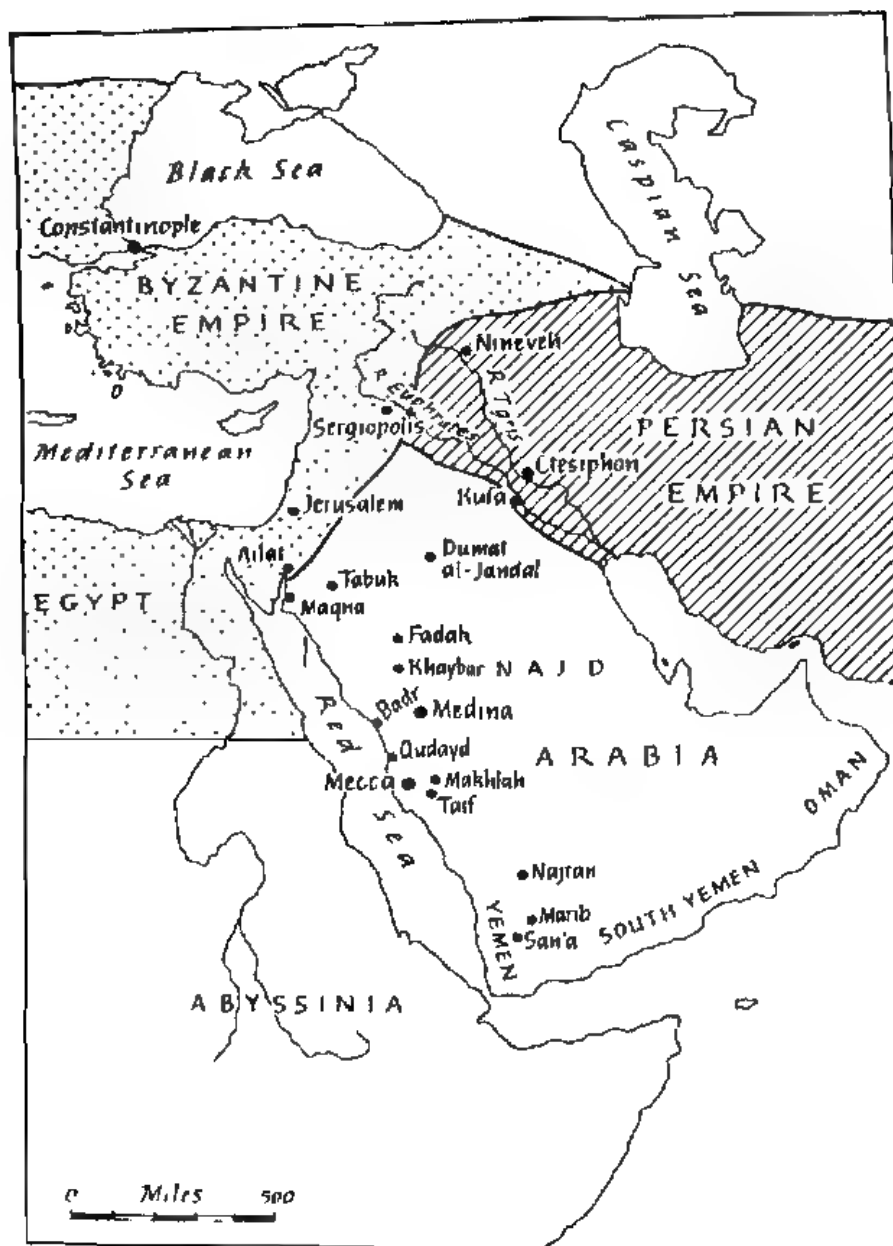 Black Sea
Caspian Sea
Constantinople
BYZANTINE
EMPIRE
Nineveh
R. Euphrates
R. Tigris
Sergiopolis
PERSIAN
EMPIRE
Mediterranean
Sea
Ctesiphon
Kufa
Jerusalem
Dumat
al-Jandal
Ailat
Tabuk
Maqna
EGYPT
Fadak
Khaybar
NAJD
Badr
Medina
Red Sea
Qudayd
ARABIA
Mecca
Makhlah
Taif
OMAN
Najran
Marib
San'a
YEMEN
SOUTH YEMEN
ABYSSINIA
0 Miles 500